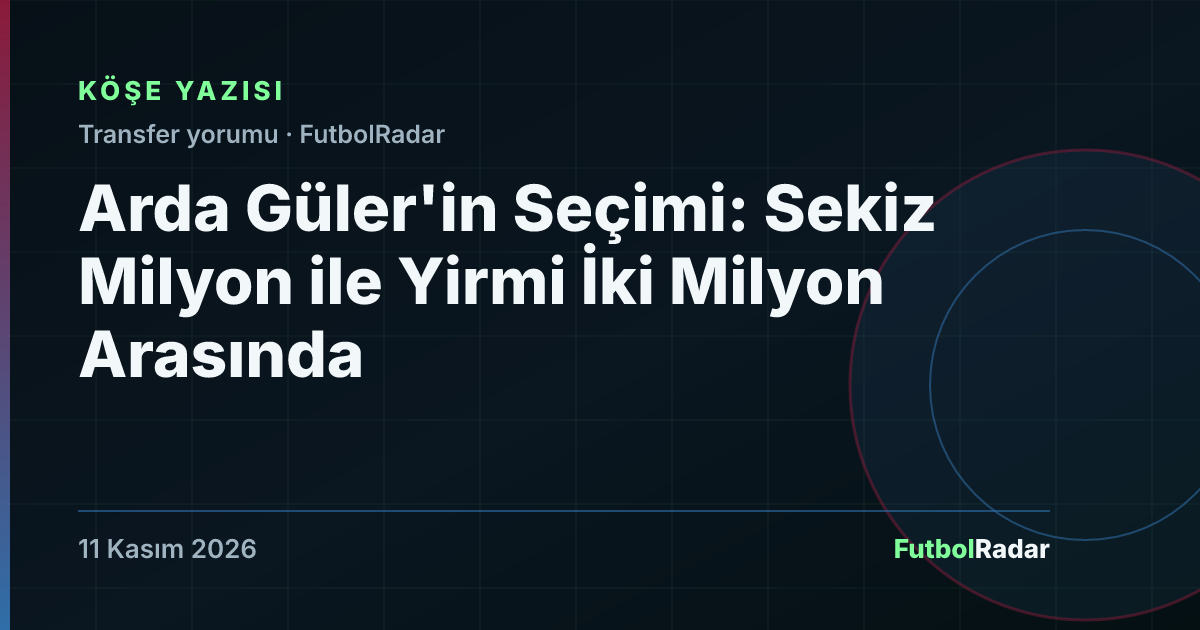 KÖŞE YAZISI
Transfer yorumu · FutbolRadar
Arda Güler'in Seçimi: Sekiz
Milyon ile Yirmi İki Milyon
Arasında
11 Kasım 2026
FutbolRadar